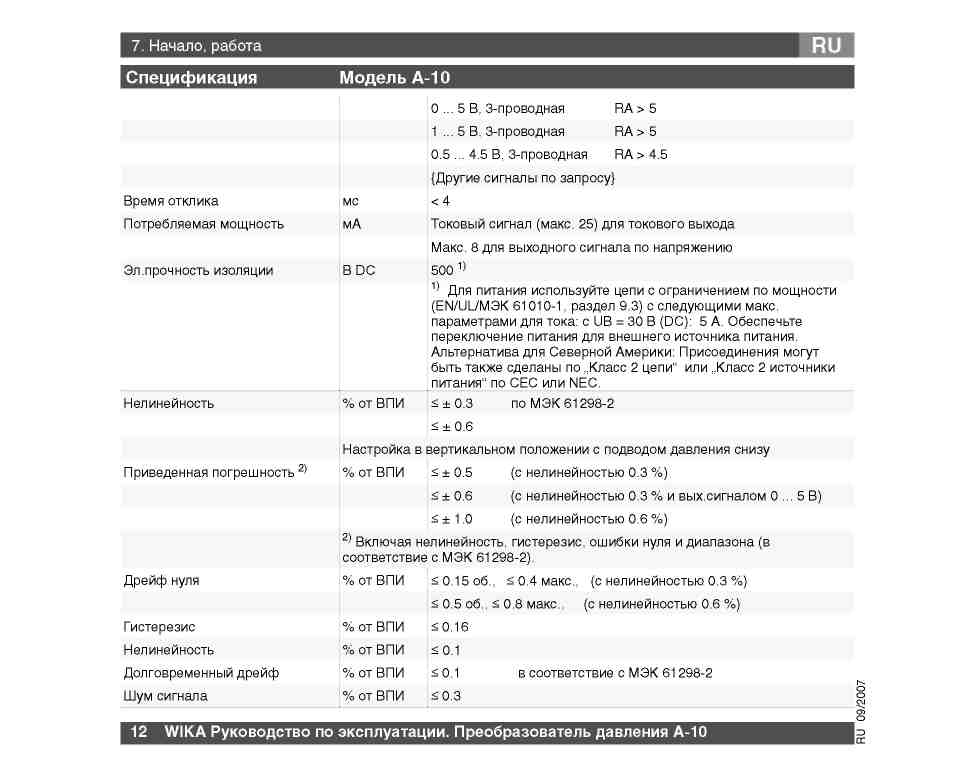 7. Начало, работа
RU
Спецификация Модель А-10
0 ... 5 В, 3-проводная RA > 5
1 ... 5 В, 3-проводная RA > 5
0.5 ... 4.5 В, 3-проводная RA > 4.5
{Другие сигналы по запросу}
Время отклика мс < 4
Потребляемая мощность мА Токовый сигнал (макс. 25) для токового выхода
Макс. 8 для выходного сигнала по напряжению
Эл.прочность изоляции В DC 500 1)
1) Для питания используйте цепи с ограничением по мощности
(EN/UL/МЭК 61010-1, раздел 9.3) с следующими макс.
параметрами для тока: с UB = 30 В (DC): 5 А. Обеспечьте
переключение питания для внешнего источника питания.
Альтернатива для Северной Америки: Присоединения могут
быть также сделаны по „Класс 2 цепи“ или „Класс 2 источники
питания“ по CEC или NEC.
Нелинейность % от ВПИ ≤ ± 0.3 по МЭК 61298-2
≤ ± 0.6
Настройка в вертикальном положении с подводом давления снизу
Приведенная погрешность 2) % от ВПИ ≤ ± 0.5 (с нелинейностью 0.3 %)
≤ ± 0.6 (с нелинейностью 0.3 % и вых.сигналом 0 ... 5 В)
≤ ± 1.0 (с нелинейностью 0.6 %)
2) Включая нелинейность, гистерезис, ошибки нуля и диапазона (в
соответствие с МЭК 61298-2).
Дрейф нуля % от ВПИ ≤ 0.15 об., ≤ 0.4 макс., (с нелинейностью 0.3 %)
≤ 0.5 об., ≤ 0.8 макс., (с нелинейностью 0.6 %)
Гистерезис % от ВПИ ≤ 0.16
Нелинейность % от ВПИ ≤ 0.1
Долговременный дрейф % от ВПИ ≤ 0.1 в соответствие с МЭК 61298-2
Шум сигнала % от ВПИ ≤ 0.3
12 WIKA Руководство по эксплуатации. Преобразователь давления А-10
RU 09/2007